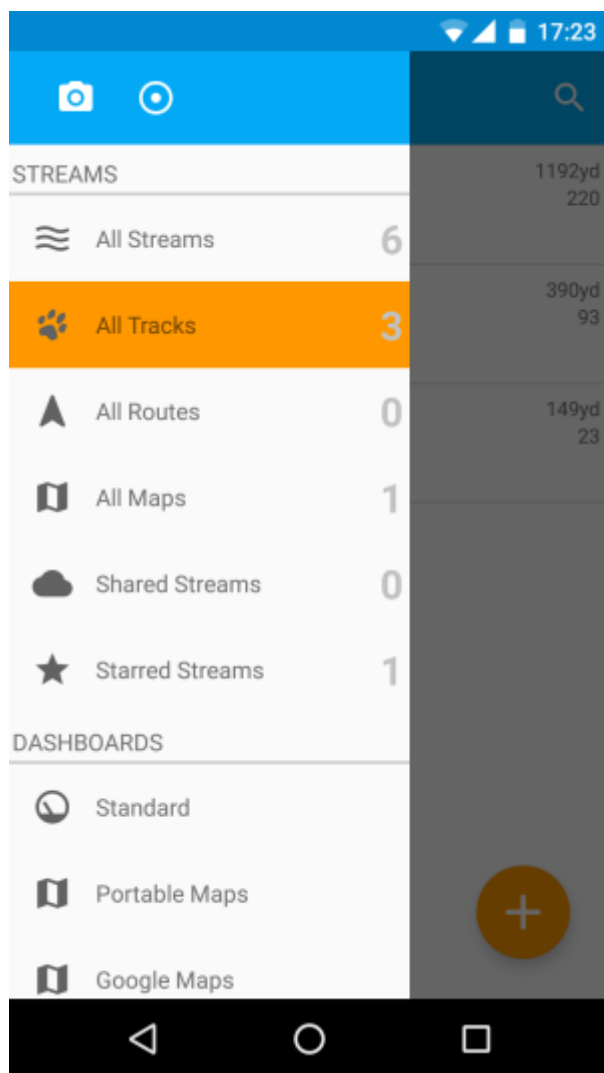 17:23
STREAMS
All Streams 6
All Tracks 3
All Routes 0
All Maps 1
Shared Streams 0
Starred Streams 1
DASHBOARDS
Standard
Portable Maps
Google Maps
1192yd
220
390yd
93
149yd
23